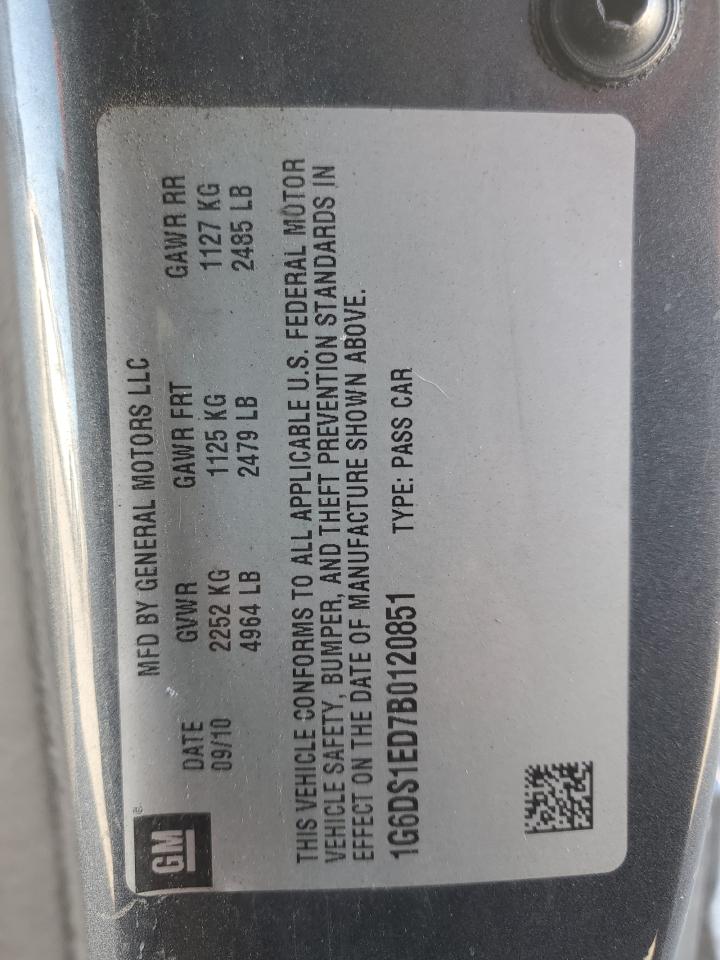 GM
MFD BY GENERAL MOTORS LLC
DATE GVWR GAWR FRT GAWR RR
09/10 2252 KG 1125 KG 1127 KG
4964 LB 2479 LB 2485 LB
THIS VEHICLE CONFORMS TO ALL APPLICABLE U.S. FEDERAL MOTOR
VEHICLE SAFETY, BUMPER, AND THEFT PREVENTION STANDARDS IN
EFFECT ON THE DATE OF MANUFACTURE SHOWN ABOVE.
1G6DS1ED7B0120851 TYPE: PASS CAR